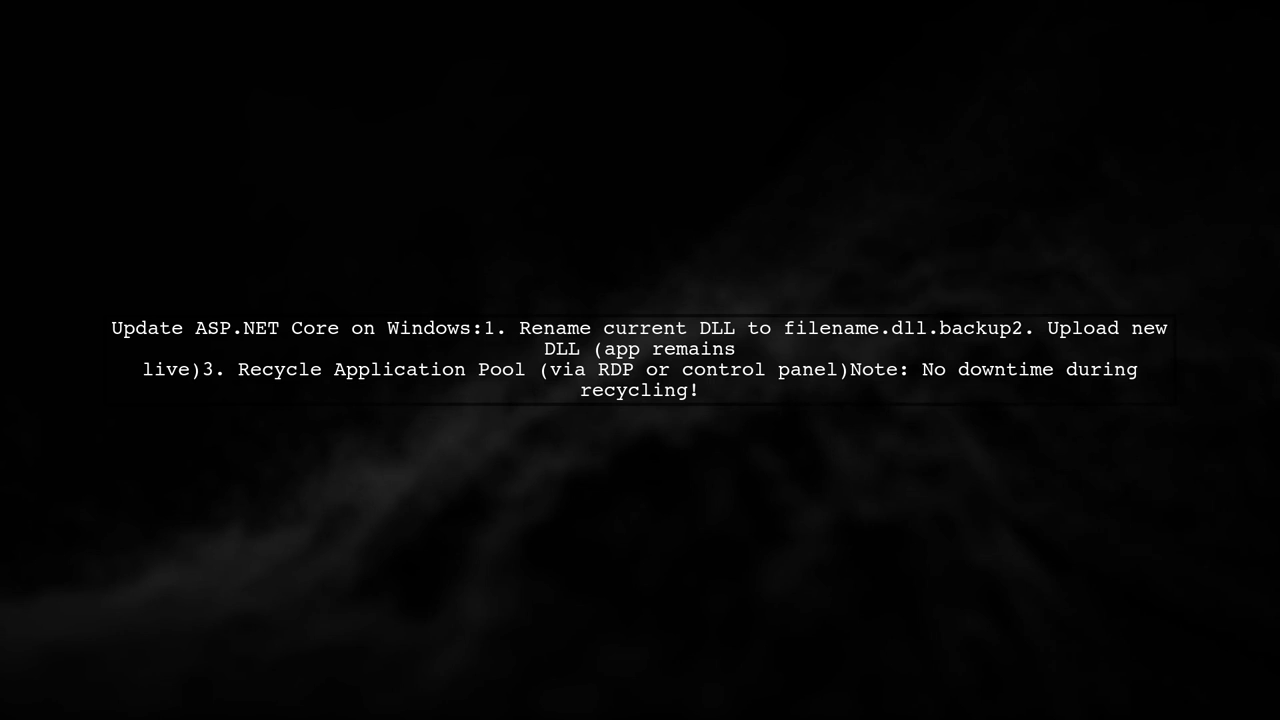 Update ASP.NET Core on Windows:1. Rename current DLL to filename.dll.backup2. Upload new
DLL (app remains
live)3. Recycle Application Pool (via RDP or control panel)Note: No downtime during
recycling!